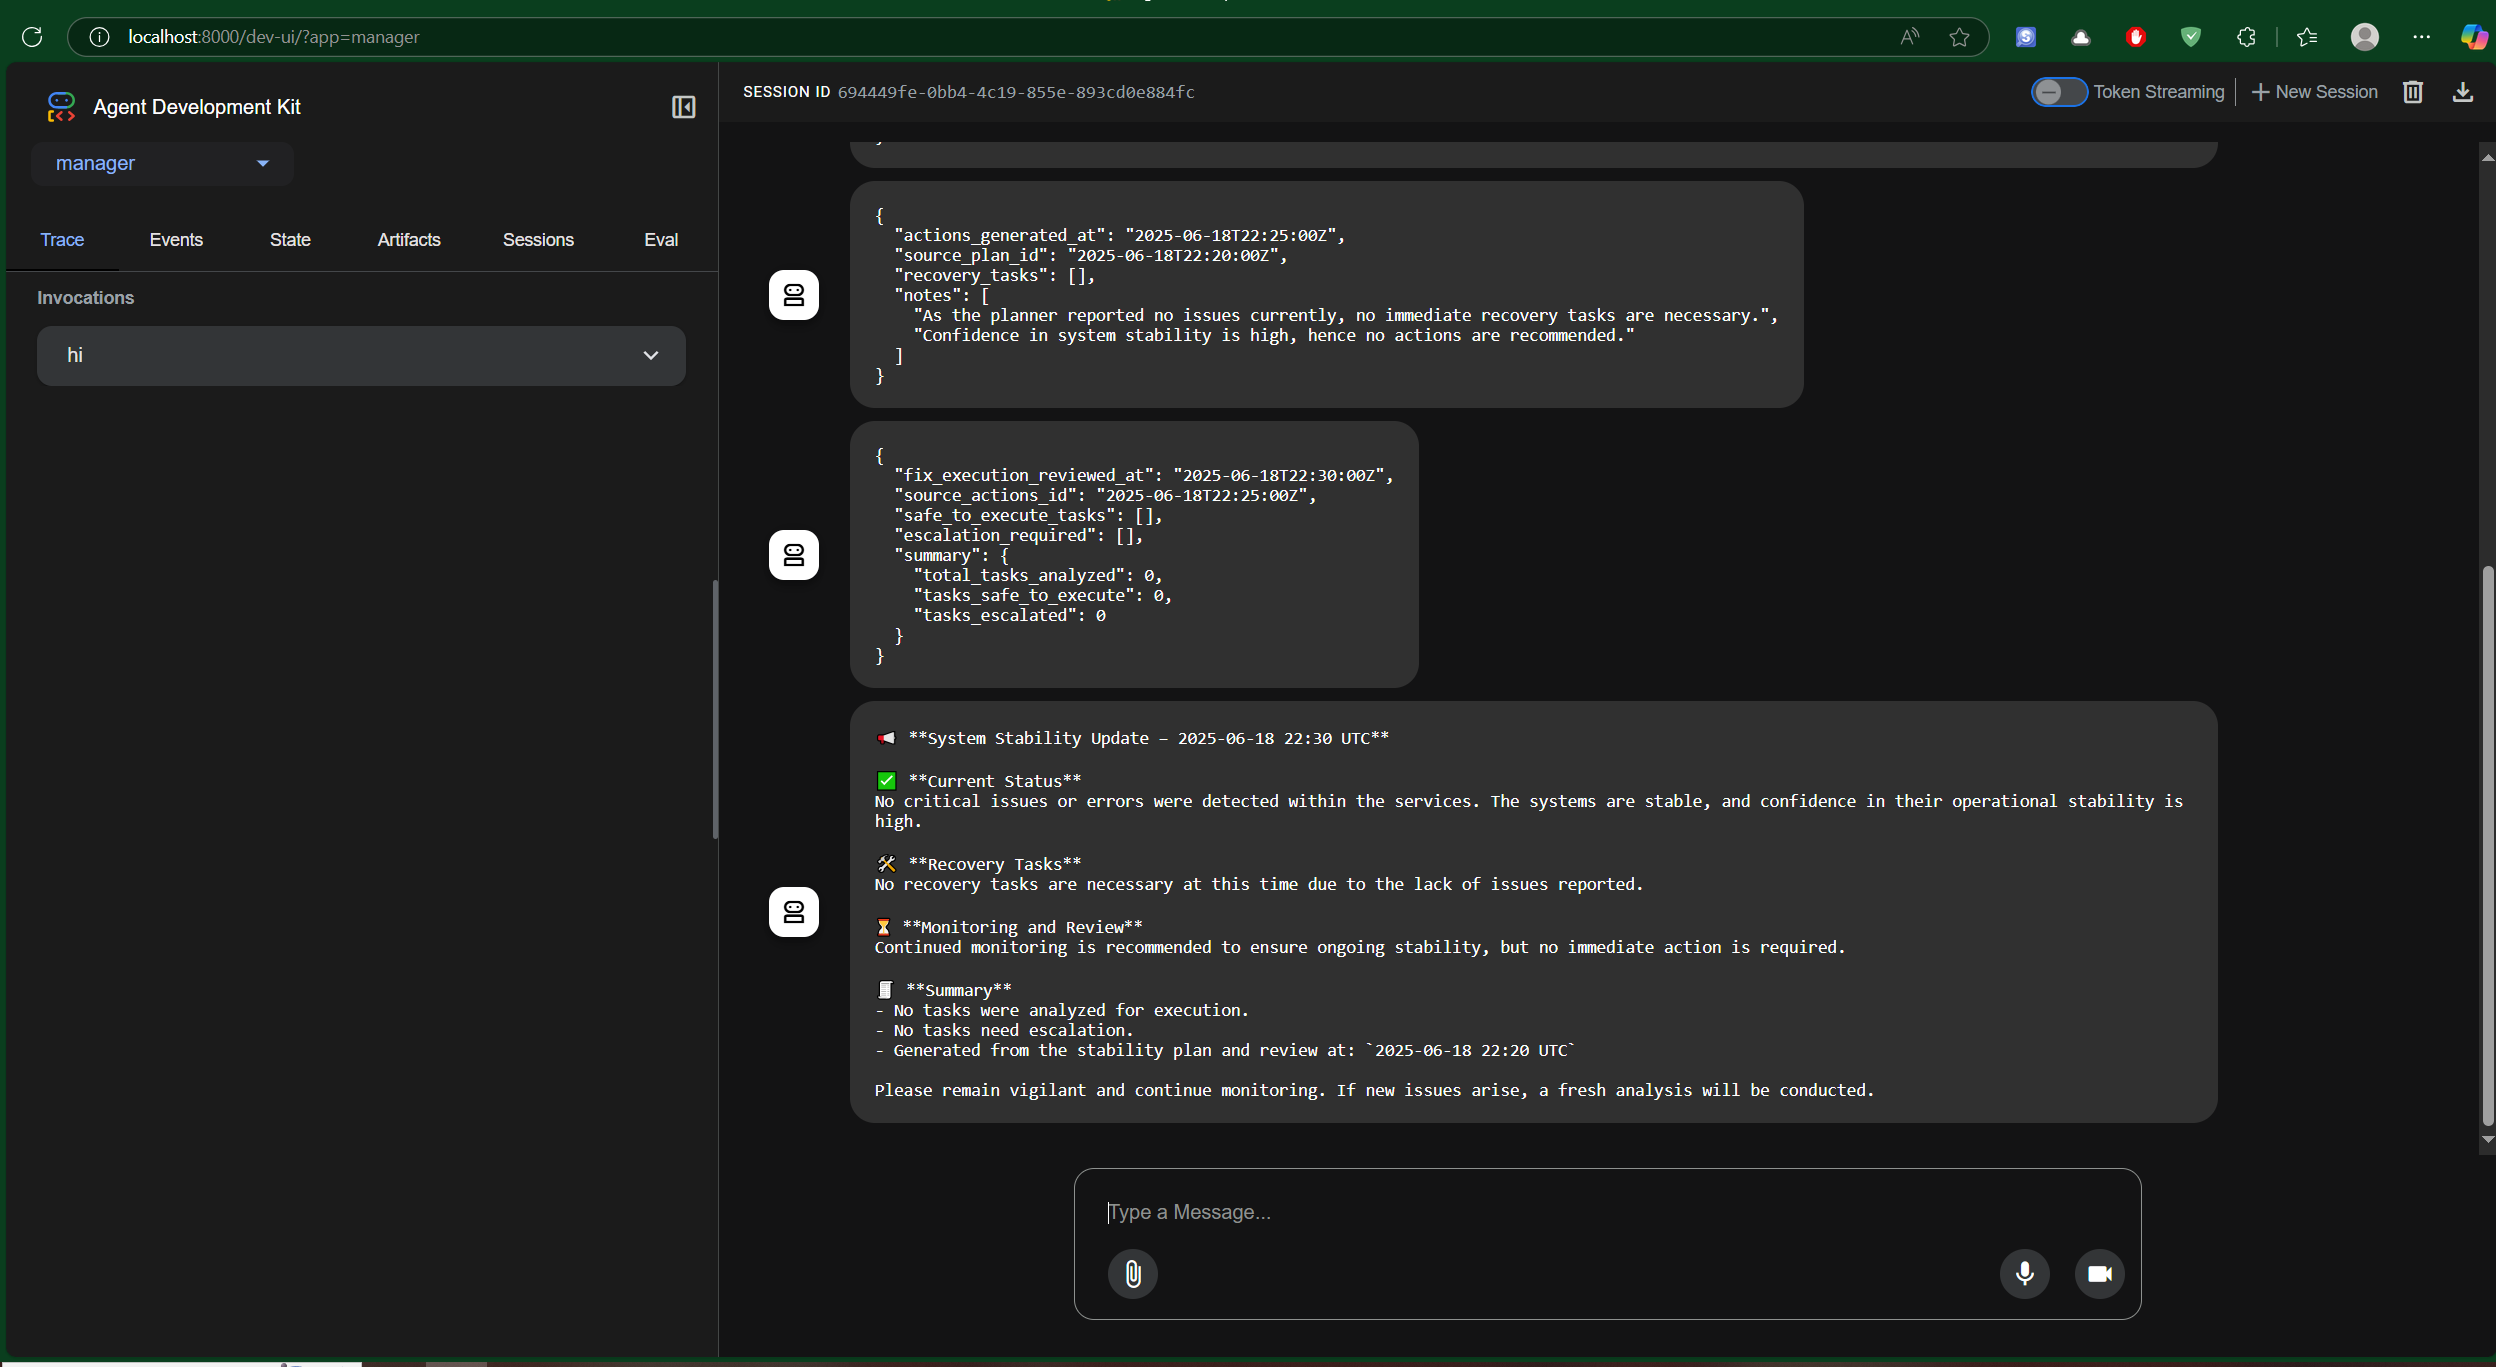 localhost:8000/dev-ui/?app=manager
Agent Development Kit
manager
Trace Events State Artifacts Sessions Eval
Invocations
hi
SESSION ID 694449fe-0bb4-4c19-855e-893cd0e884fc
Token Streaming
New Session
{
"actions_generated_at": "2025-06-18T22:25:00Z",
"source_plan_id": "2025-06-18T22:20:00Z",
"recovery_tasks": [],
"notes": [
"As the planner reported no issues currently, no immediate recovery tasks are necessary.",
"Confidence in system stability is high, hence no actions are recommended."
]
}
{
"fix_execution_reviewed_at": "2025-06-18T22:30:00Z",
"source_actions_id": "2025-06-18T22:25:00Z",
"safe_to_execute_tasks": [],
"escalation_required": [],
"summary": {
"total_tasks_analyzed": 0,
"tasks_safe_to_execute": 0,
"tasks_escalated": 0
}
}
📢 **System Stability Update – 2025-06-18 22:30 UTC**
✅ **Current Status**
No critical issues or errors were detected within the services. The systems are stable, and confidence in their operational stability is
high.
🛠 **Recovery Tasks**
No recovery tasks are necessary at this time due to the lack of issues reported.
⏳ **Monitoring and Review**
Continued monitoring is recommended to ensure ongoing stability, but no immediate action is required.
🧾 **Summary**
- No tasks were analyzed for execution.
- No tasks need escalation.
- Generated from the stability plan and review at: `2025-06-18 22:20 UTC`
Please remain vigilant and continue monitoring. If new issues arise, a fresh analysis will be conducted.
Type a Message...